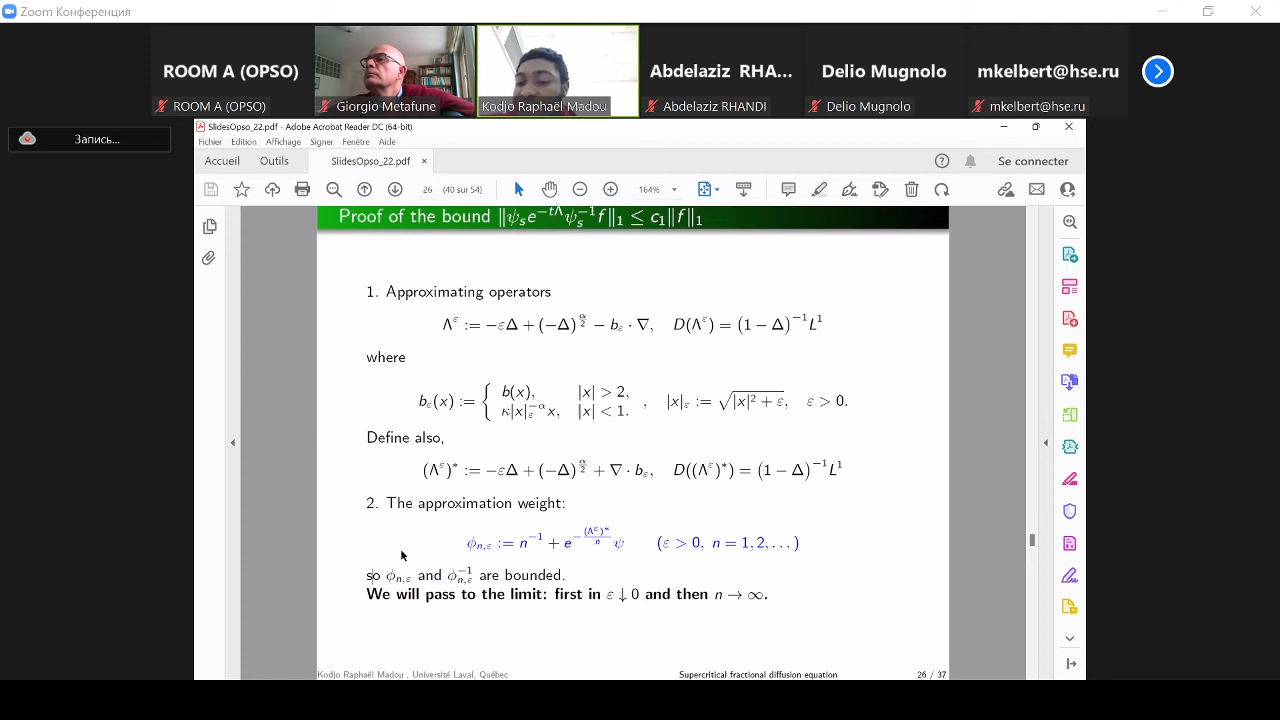 Zoom Конференция
ROOM A (OPSO)
Abdelaziz RHA...
Delio Mugnolo
mkelbert@hse.ru
ROOM A (OPSO)
Giorgio Metafune
Kodjo Raphaël Madou
Abdelaziz RHANDI
Delio Mugnolo
mkelbert@hse.ru
Запись...
SlidesOpso_22.pdf - Adobe Acrobat Reader DC (64-bit)
Fichier Edition Affichage Signer Fenêtre Aide
Accueil Outils SlidesOpso_22.pdf × Se connecter
26 (40 sur 54) 164%
Proof of the bound ‖ψₛe^{−tΛ}ψₛ^{−1}f‖₁ ≤ c₁‖f‖₁
1. Approximating operators
Λ^ε := −εΔ + (−Δ)^{α/2} − b_ε · ∇, D(Λ^ε) = (1 − Δ)^{−1}L^1
where
b_ε(x) := { b(x), |x| > 2, κ|x|_ε^{−α}x, |x| < 1. , |x|_ε := √(|x|² + ε), ε > 0.
Define also,
(Λ^ε)* := −εΔ + (−Δ)^{α/2} + ∇ · b_ε, D((Λ^ε)*) = (1 − Δ)^{−1}L^1
2. The approximation weight:
ϕ_{n,ε} := n^{−1} + e^{−(Λ^ε)*/n}ψ (ε > 0, n = 1, 2, . . . )
so ϕ_{n,ε} and ϕ_{n,ε}^{−1} are bounded.
We will pass to the limit: first in ε ↓ 0 and then n → ∞.
Kodjo Raphaël Madou , Université Laval, Québec Supercritical fractional diffusion equation 26 / 37